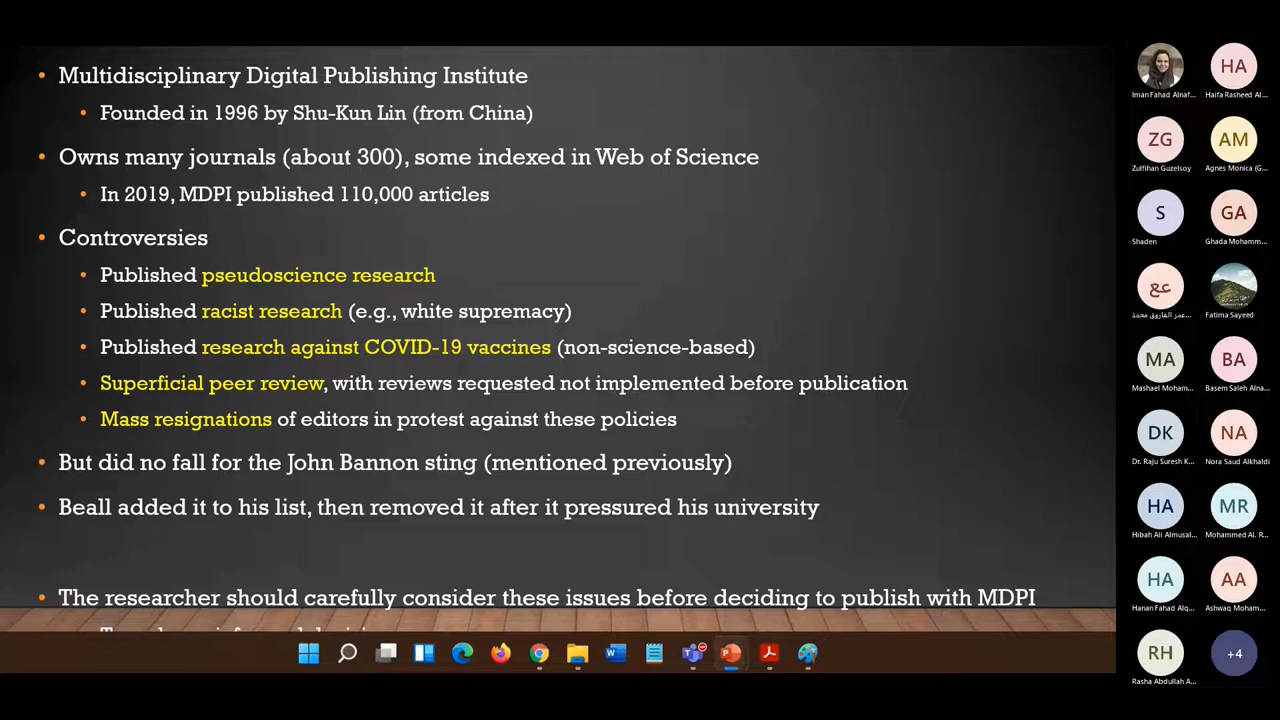 Multidisciplinary Digital Publishing Institute
Founded in 1996 by Shu-Kun Lin (from China)
Owns many journals (about 300), some indexed in Web of Science
In 2019, MDPI published 110,000 articles
Controversies
Published pseudoscience research
Published racist research (e.g., white supremacy)
Published research against COVID-19 vaccines (non-science-based)
Superficial peer review, with reviews requested not implemented before publication
Mass resignations of editors in protest against these policies
But did no fall for the John Bannon sting (mentioned previously)
Beall added it to his list, then removed it after it pressured his university
The researcher should carefully consider these issues before deciding to publish with MDPI
HA
Iman Fahad Alnaf...
Haifa Rasheed Al...
ZG
AM
Zulfihan Guzelsoy
Agnes Monica (G...
S
GA
Shaden
Ghada Mohamm...
عع
عمر الفاروق محمد...
Fatima Sayeed
MA
BA
Mashael Moham...
Basem Saleh Alna...
DK
NA
Dr. Raju Suresh K...
Nora Saud Alkhaldi
HA
MR
Hibah Ali Almusal...
Mohammed Al. R...
HA
AA
Hanan Fahad Alq...
Ashwaq Moham...
RH
+4
Rasha Abdullah A...